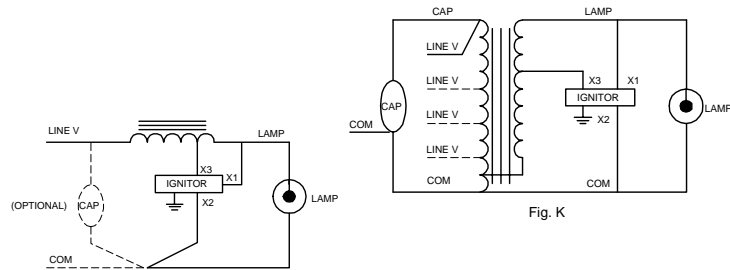 LINE V
LAMP
X3
X1
IGNITOR
X2
(OPTIONAL)
CAP
LAMP
COM
CAP
LAMP
LINE V
LINE V
X3
X1
CAP
IGNITOR
LAMP
LINE V
COM
X2
LINE V
COM
COM
Fig. K